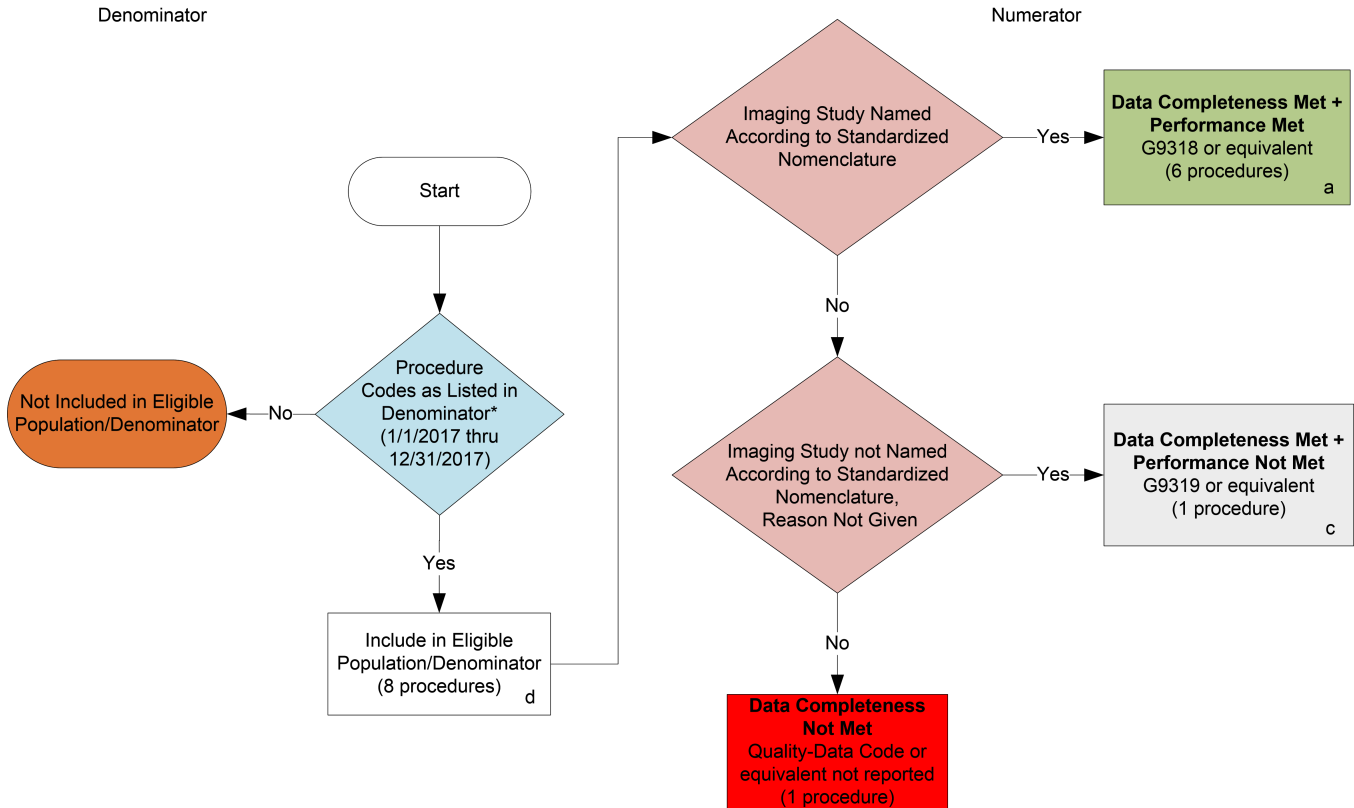 Denominator
Numerator
Start
Procedure
Codes as Listed in
Denominator*
(1/1/2017 thru
12/31/2017)
No
Not Included in Eligible
Population/Denominator
Yes
Include in Eligible
Population/Denominator
(8 procedures)
d
Imaging Study Named
According to Standardized
Nomenclature
Yes
Data Completeness Met +
Performance Met
G9318 or equivalent
(6 procedures)
a
No
Imaging Study not Named
According to Standardized
Nomenclature,
Reason Not Given
Yes
Data Completeness Met +
Performance Not Met
G9319 or equivalent
(1 procedure)
c
No
Data Completeness
Not Met
Quality-Data Code or
equivalent not reported
(1 procedure)